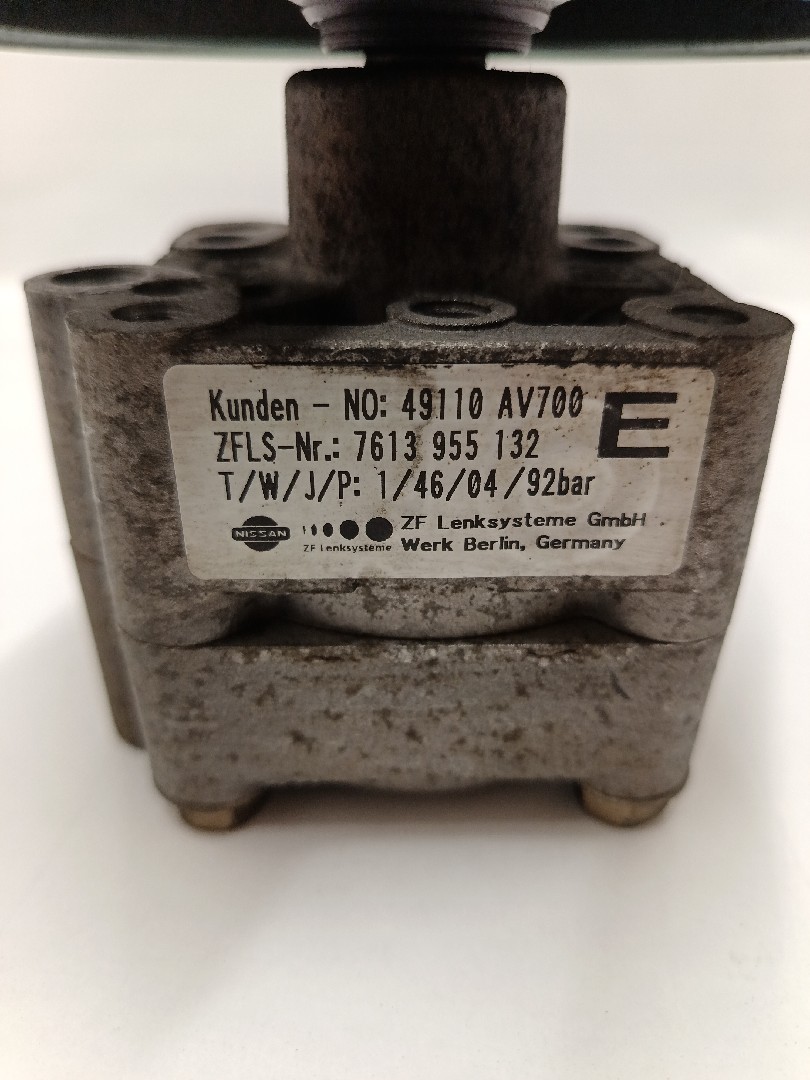 Kunden - NO: 49110 AV700
E
ZFLS-Nr.: 7613 955 132
T/W/J/P: 1/46/04/92bar
NISSAN
ZF Lenksysteme
ZF Lenksysteme GmbH
Werk Berlin, Germany